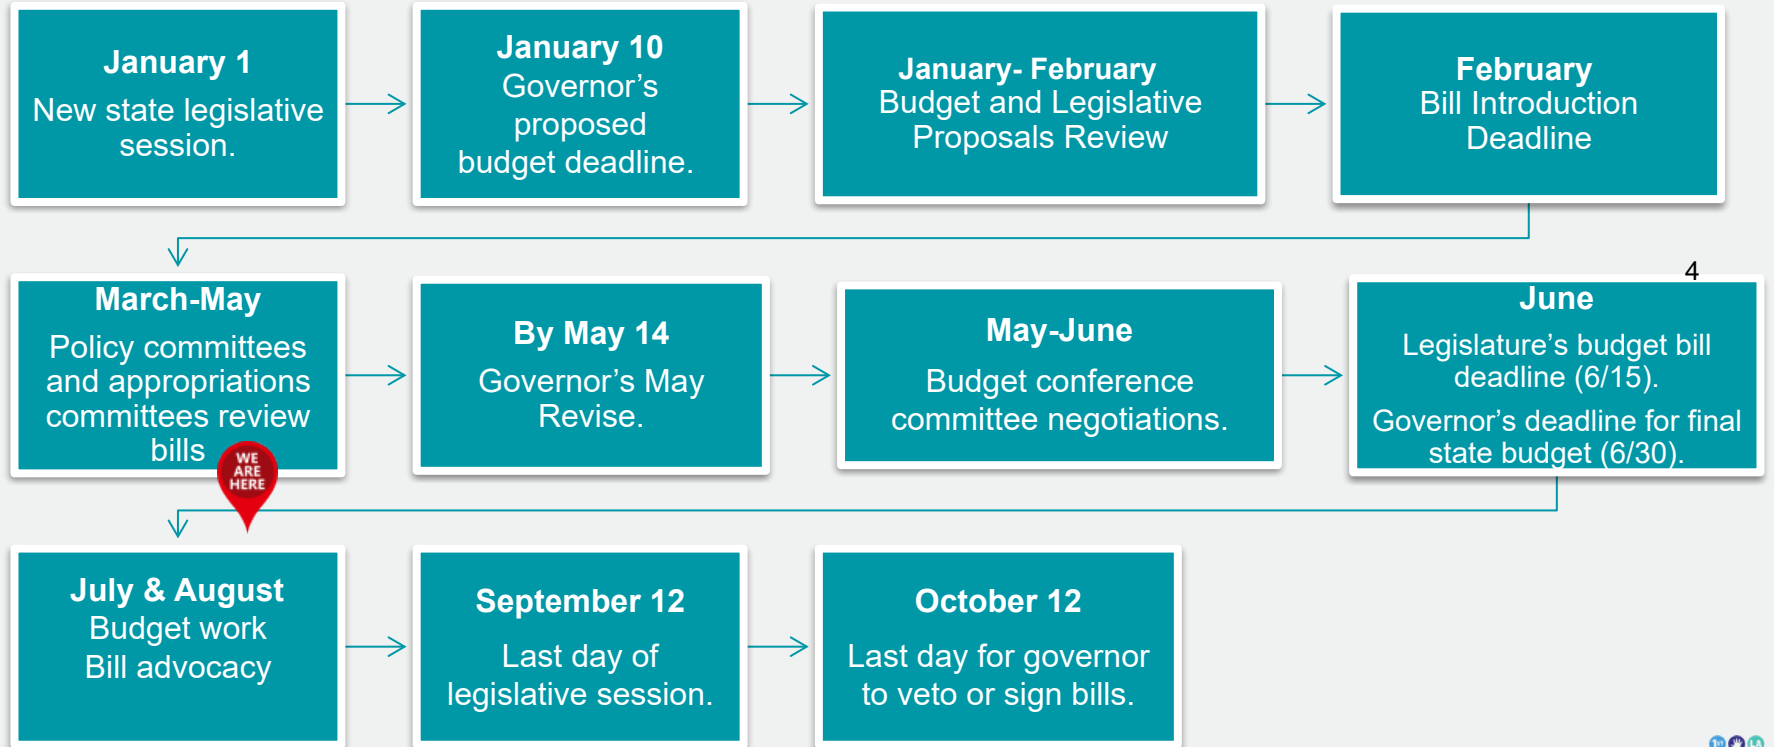 January 1
New state legislative
session.
January 10
Governor’s
proposed
budget deadline.
January- February
Budget and Legislative
Proposals Review
February
Bill Introduction
Deadline
4
March-May
Policy committees
and appropriations
committees review
bills
WE
ARE
HERE
By May 14
Governor’s May
Revise.
May-June
Budget conference
committee negotiations.
June
Legislature’s budget bill
deadline (6/15).
Governor’s deadline for final
state budget (6/30).
July & August
Budget work
Bill advocacy
September 12
Last day of
legislative session.
October 12
Last day for governor
to veto or sign bills.